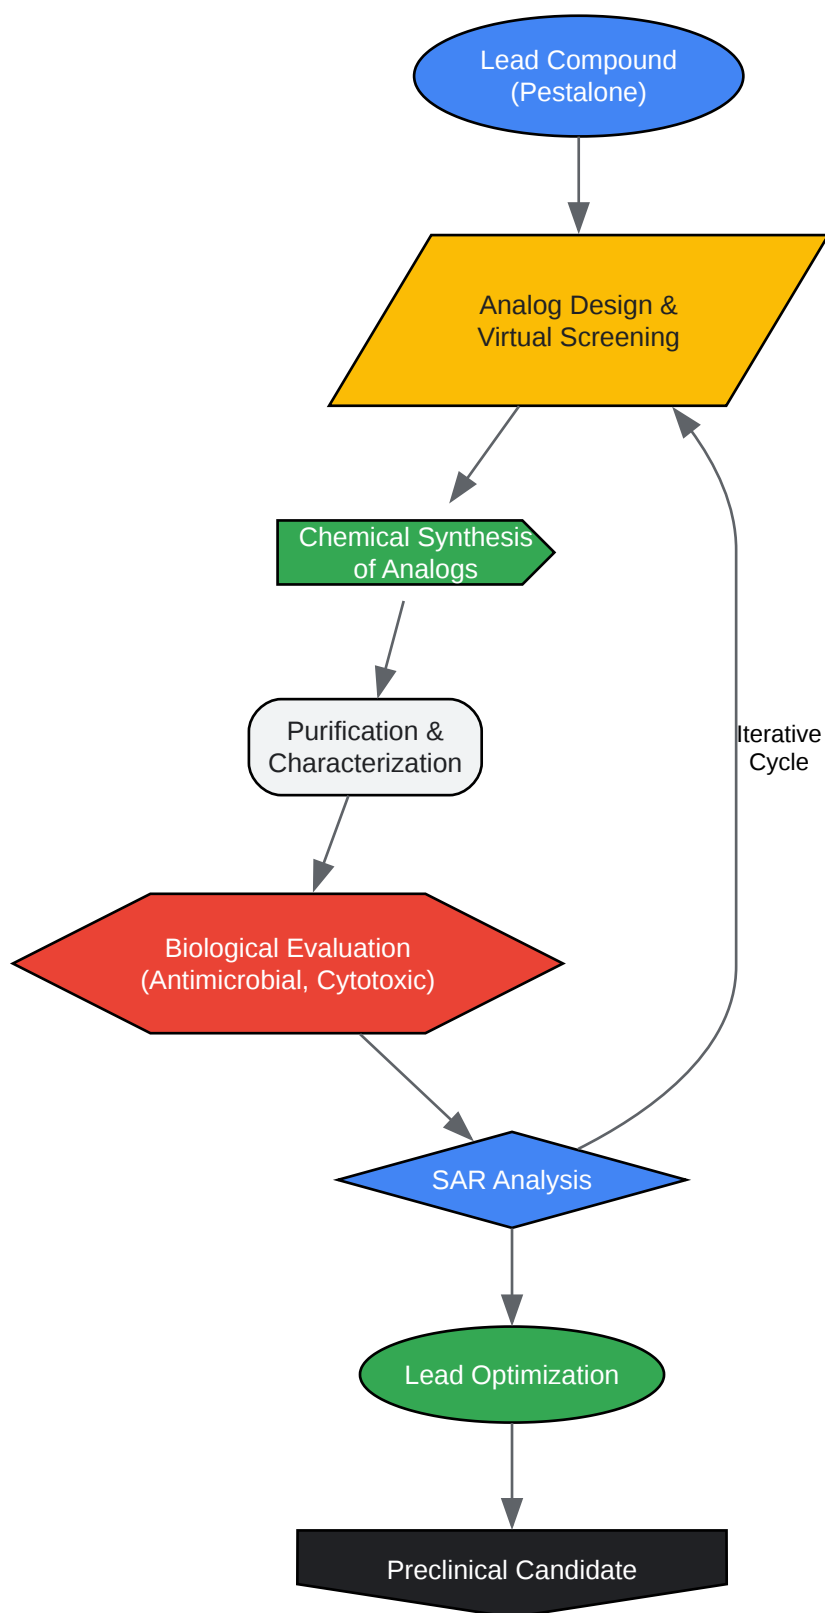 Lead Compound
(Pestalone)
Analog Design &
Virtual Screening
Chemical Synthesis
of Analogs
Purification &
Characterization
Iterative
Cycle
Biological Evaluation
(Antimicrobial, Cytotoxic)
SAR Analysis
Lead Optimization
Preclinical Candidate